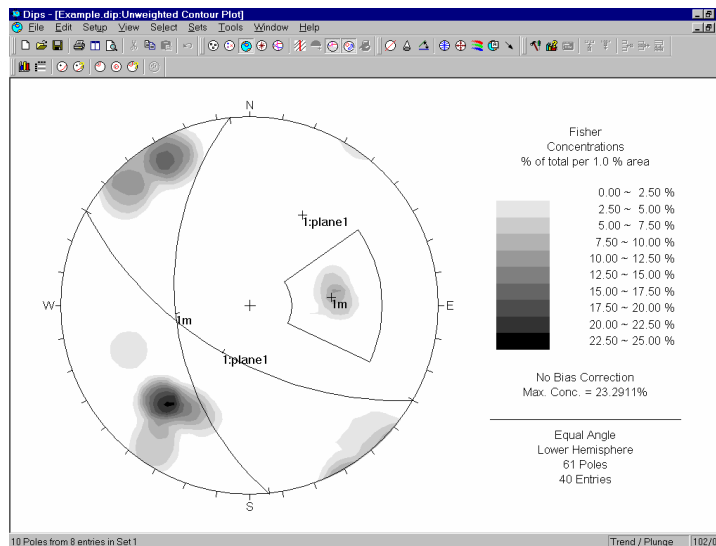 Dips - [Example.dip:Unweighted Contour Plot]
File Edit Setup View Select Sets Tools Window Help
N
Fisher
Concentrations
% of total per 1.0 % area
0.00 ~ 2.50 %
2.50 ~ 5.00 %
5.00 ~ 7.50 %
7.50 ~ 10.00 %
10.00 ~ 12.50 %
12.50 ~ 15.00 %
15.00 ~ 17.50 %
17.50 ~ 20.00 %
20.00 ~ 22.50 %
22.50 ~ 25.00 %
1:plane1
1m
W
E
1m
1:plane1
No Bias Correction
Max. Conc. = 23.2911%
Equal Angle
Lower Hemisphere
61 Poles
40 Entries
S
10 Poles from 8 entries in Set 1
Trend / Plunge